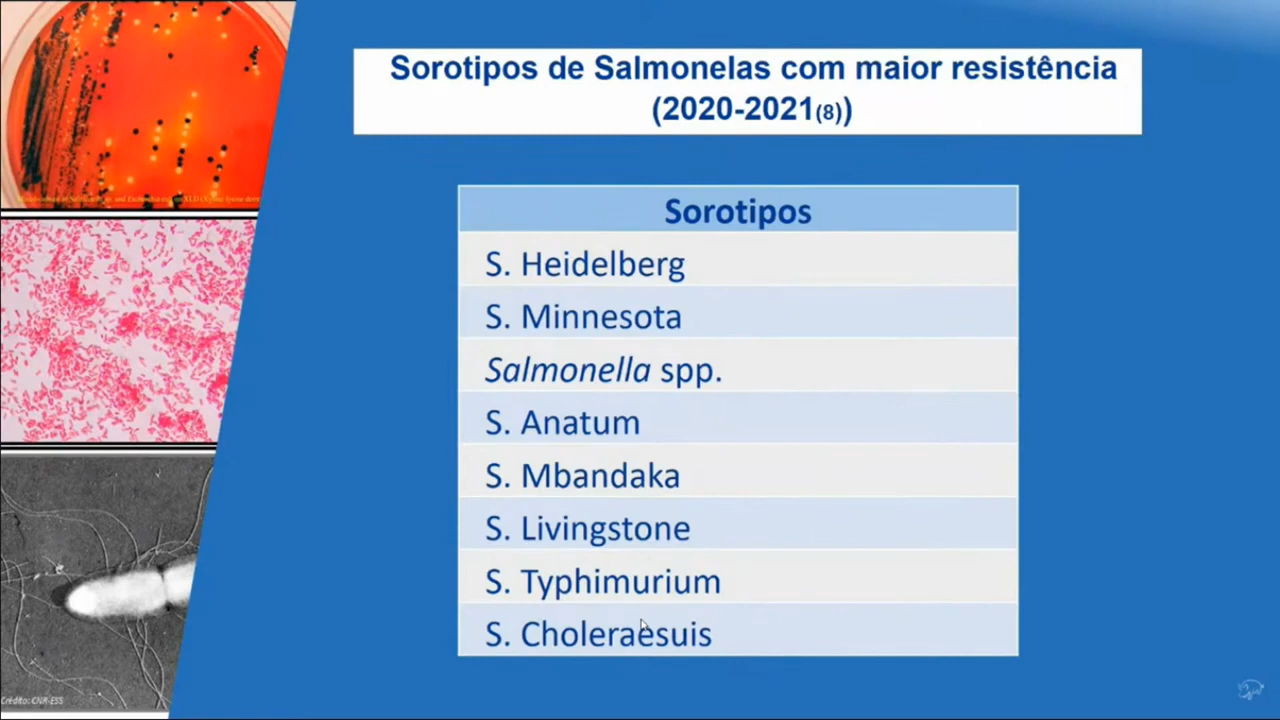 Sorotipos de Salmonelas com maior resistência
(2020-2021(8))
Sorotipos
S. Heidelberg
S. Minnesota
Salmonella spp.
S. Anatum
S. Mbandaka
S. Livingstone
S. Typhimurium
S. Choleraesuis
Crédito: CNR-ESS